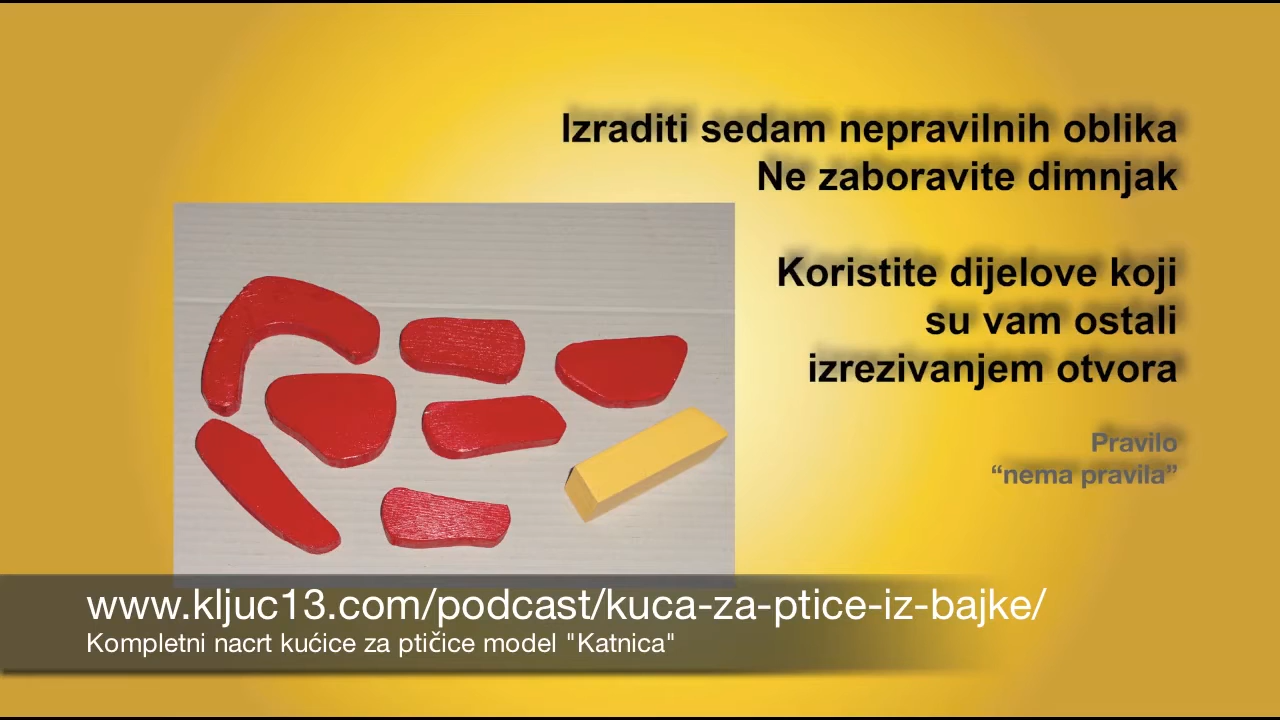 Izraditi sedam nepravilnih oblika
Ne zaboravite dimnjak
Koristite dijelove koji
su vam ostali
izrezivanjem otvora
Pravilo
“nema pravila”
www.kljuc13.com/podcast/kuca-za-ptice-iz-bajke/
Kompletni nacrt kućice za ptičice model "Katnica"